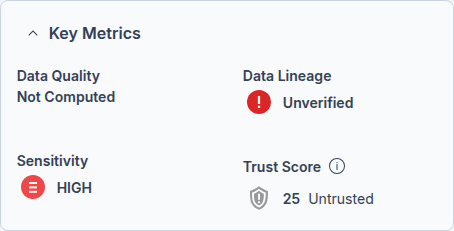 Key Metrics
Data Quality
Not Computed
Data Lineage
Unverified
Sensitivity
HIGH
Trust Score
25 Untrusted